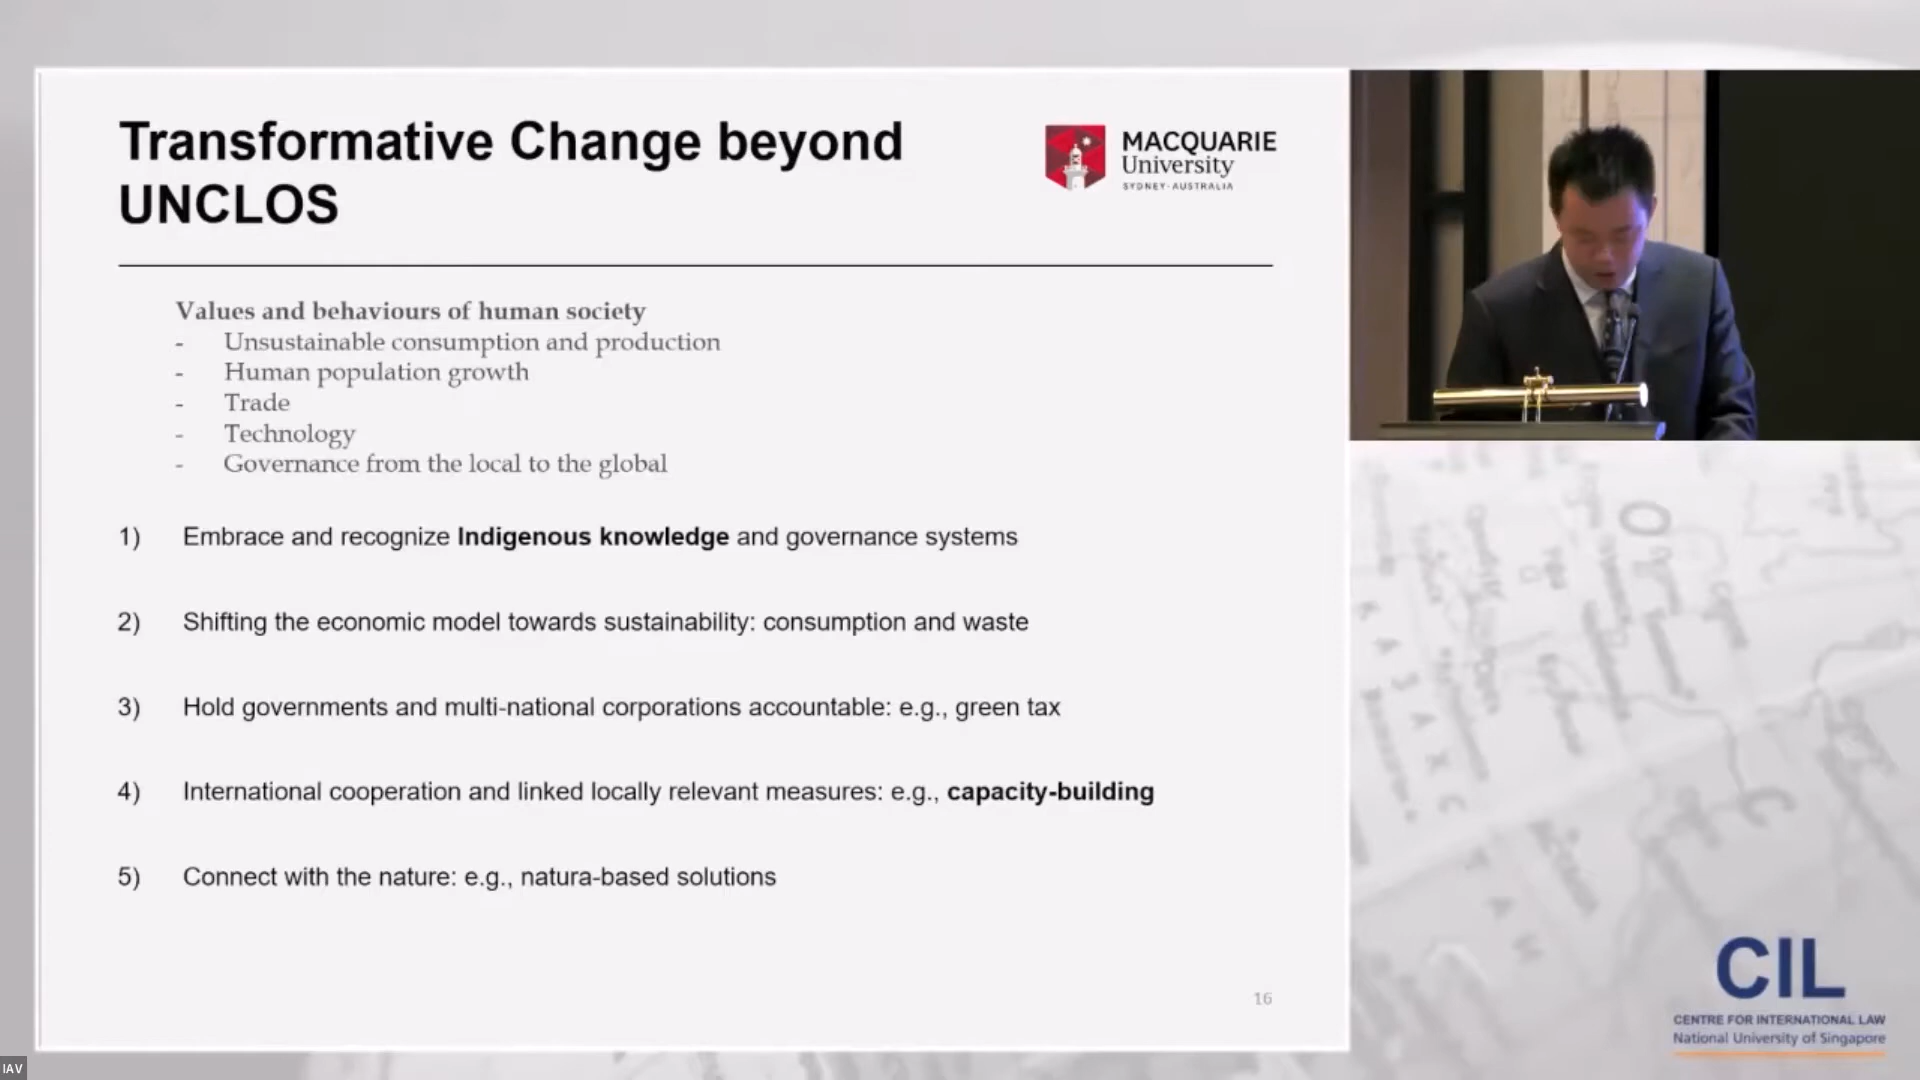 Transformative Change beyond
UNCLOS
MACQUARIE
University
SYDNEY·AUSTRALIA
Values and behaviours of human society
- Unsustainable consumption and production
- Human population growth
- Trade
- Technology
- Governance from the local to the global
1) Embrace and recognize Indigenous knowledge and governance systems
2) Shifting the economic model towards sustainability: consumption and waste
3) Hold governments and multi-national corporations accountable: e.g., green tax
4) International cooperation and linked locally relevant measures: e.g., capacity-building
5) Connect with the nature: e.g., natura-based solutions
16
CIL
CENTRE FOR INTERNATIONAL LAW
National University of Singapore
IAV